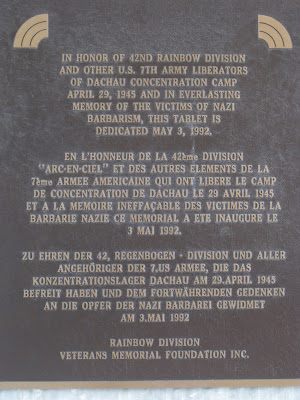 IN HONOR OF 42ND RAINBOW DIVISION
AND OTHER U.S. 7TH ARMY LIBERATORS
OF DACHAU CONCENTRATION CAMP
APRIL 29, 1945 AND IN EVERLASTING
MEMORY OF THE VICTIMS OF NAZI
BARBARISM, THIS TABLET IS
DEDICATED MAY 3, 1992.
EN L'HONNEUR DE LA 42ème DIVISION
"ARC-EN-CIEL" ET DES AUTRES ELEMENTS DE LA
7ème ARMEE AMERICAINE QUI ONT LIBERE LE CAMP
DE CONCENTRATION DE DACHAU LE 29 AVRIL 1945
ET A LA MEMOIRE INEFFAÇABLE DES VICTIMES DE LA
BARBARIE NAZIE CE MEMORIAL A ETE INAUGURE LE
3 MAI 1992.
ZU EHREN DER 42, REGENBOGEN - DIVISION UND ALLER
ANGEHÖRIGER DER 7.US ARMEE, DIE DAS
KONZENTRATIONSLAGER DACHAU AM 29.APRIL 1945
BEFREIT HABEN UND DEM FORTWÄHRENDEN GEDENKEN
AN DIE OFFER DER NAZI BARBAREI GEWIDMET
AM 3.MAI 1992
RAINBOW DIVISION
VETERANS MEMORIAL FOUNDATION INC.